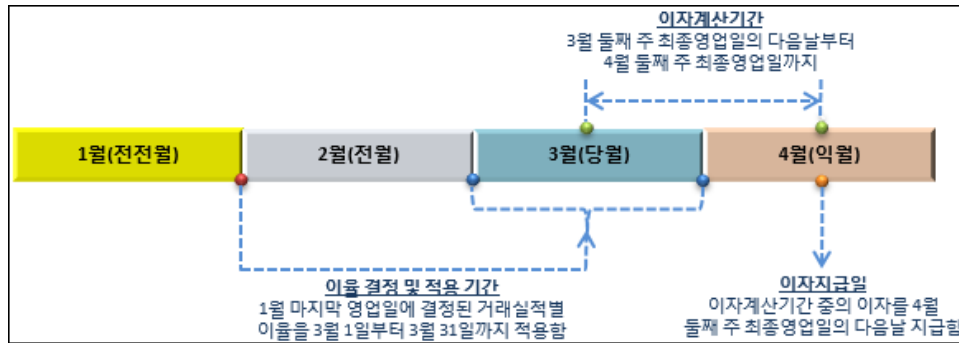 이자계산기간
3월 둘째 주 최종영업일의 다음날부터
4월 둘째 주 최종영업일까지
1월(전전월)
2월(전월)
3월(당월)
4월(익월)
이율 결정 및 적용 기간
1월 마지막 영업일에 결정된 거래실적별
이율을 3월 1일부터 3월 31일까지 적용함
이자지급일
이자계산기간 중의 이자를 4월
둘째 주 최종영업일의 다음날 지급함